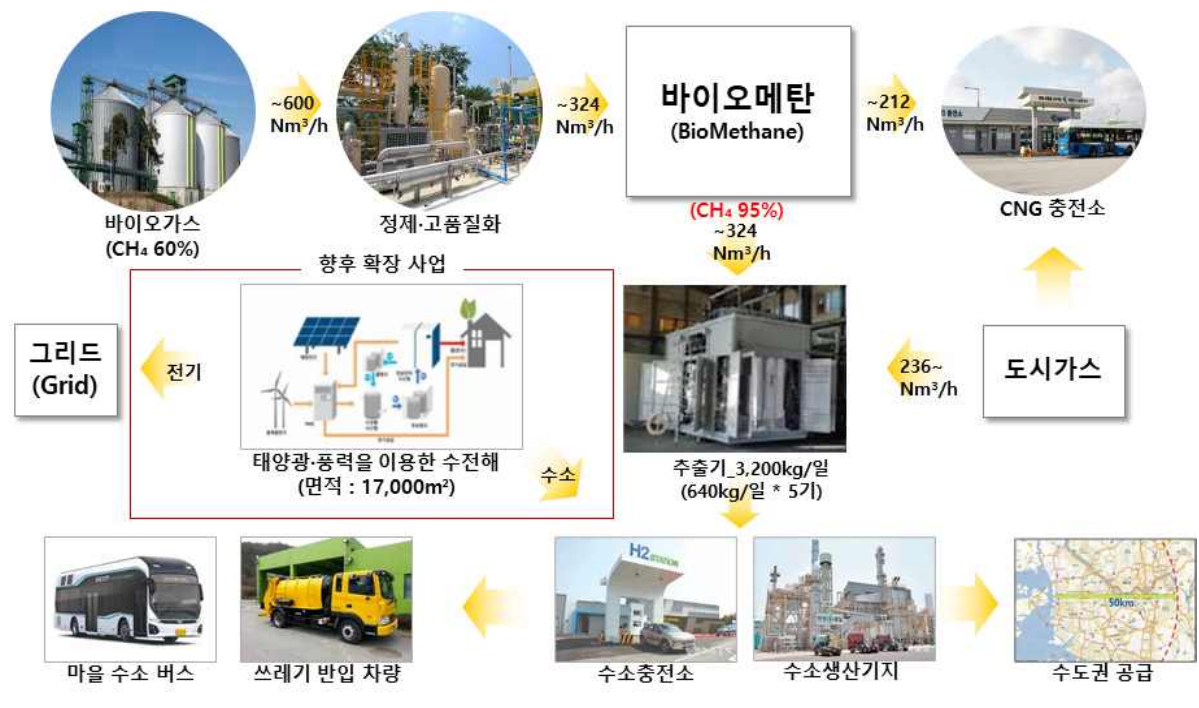 ~600
Nm³/h
~324
Nm³/h
바이오메탄
(BioMethane)
~212
Nm³/h
바이오가스
(CH₄ 60%)
정제·고품질화
(CH₄ 95%)
~324
Nm³/h
CNG 충전소
향후 확장 사업
그리드
(Grid)
전기
236~
Nm³/h
도시가스
태양광·풍력을 이용한 수전해
(면적 : 17,000m²)
수소
추출기_3,200kg/일
(640kg/일 * 5기)
H2
STATION
50km
마을 수소 버스
쓰레기 반입 차량
수소충전소
수소생산기지
수도권 공급